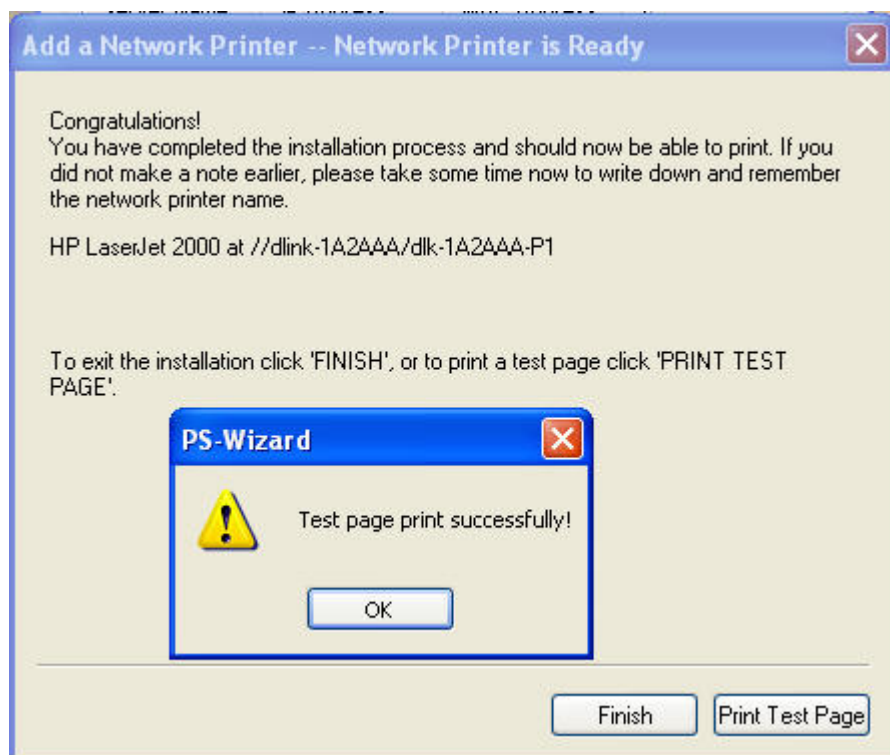 Add a Network Printer -- Network Printer is Ready
Congratulations!
You have completed the installation process and should now be able to print. If you
did not make a note earlier, please take some time now to write down and remember
the network printer name.
HP LaserJet 2000 at //dlink-1A2AAA/dlk-1A2AAA-P1
To exit the installation click 'FINISH', or to print a test page click 'PRINT TEST
PAGE'.
PS-Wizard
Test page print successfully!
OK
Finish
Print Test Page